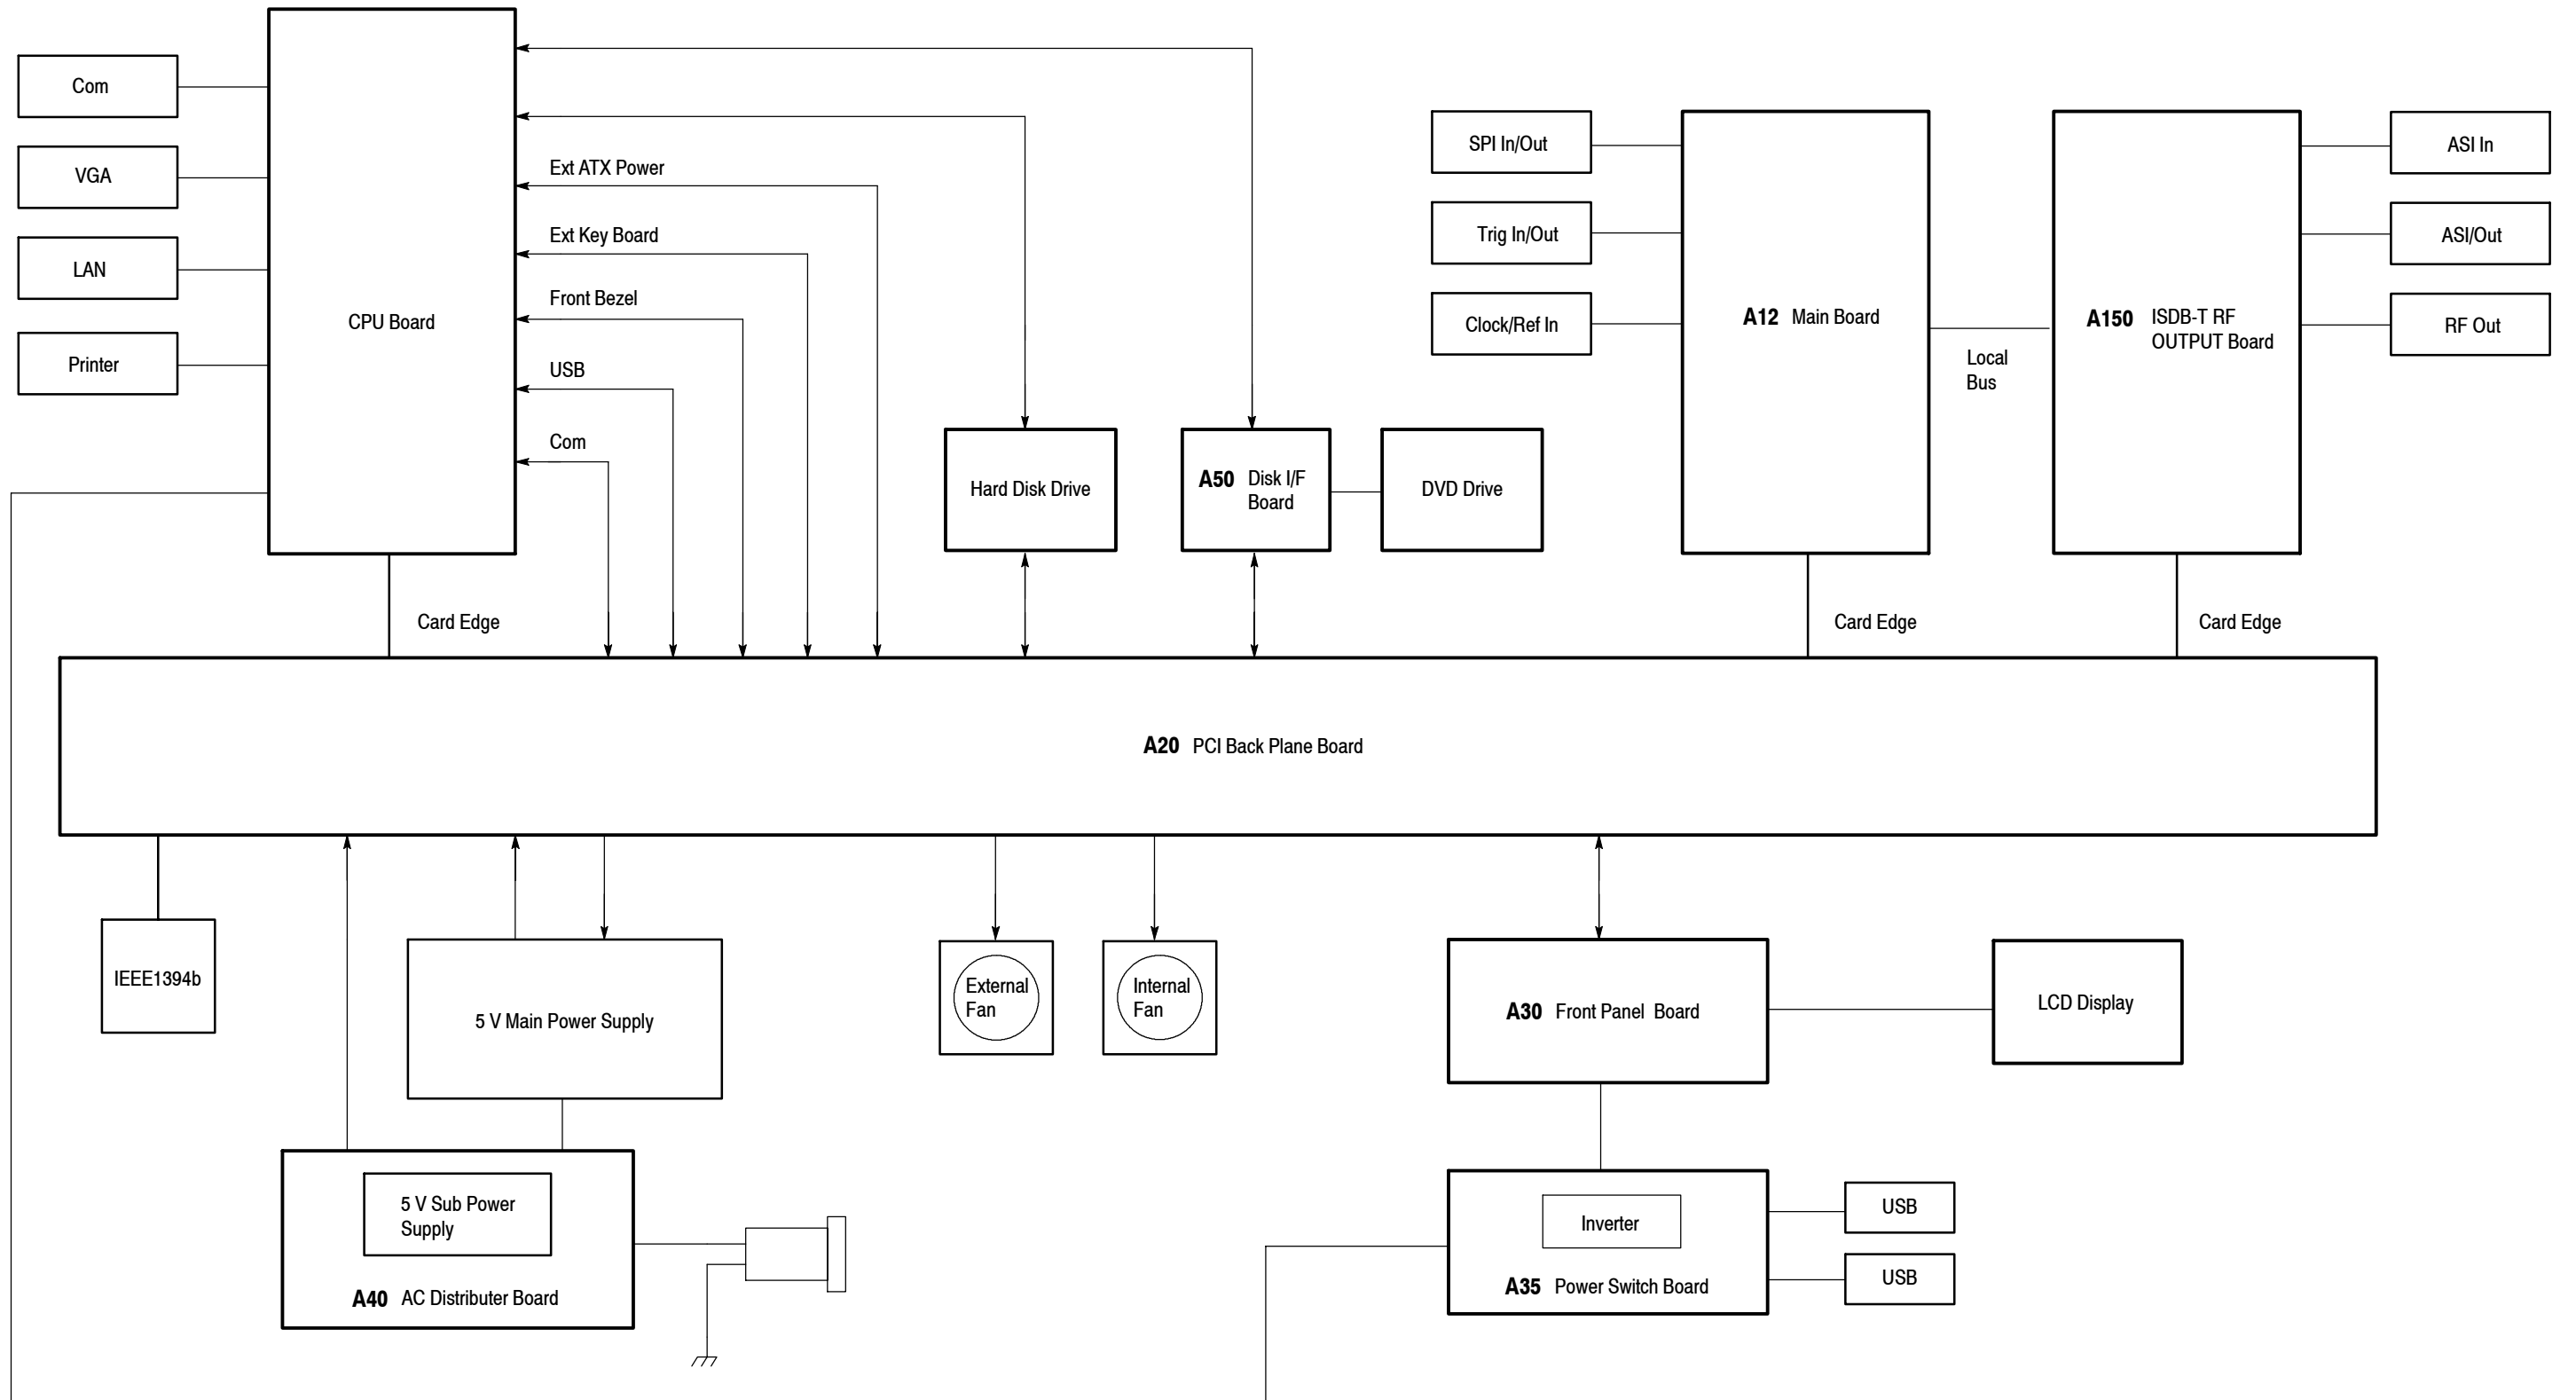 Com
VGA
LAN
Printer
CPU Board
Ext ATX Power
Ext Key Board
Front Bezel
USB
Com
Hard Disk Drive
A50 Disk I/F
Board
DVD Drive
SPI In/Out
Trig In/Out
Clock/Ref In
A12 Main Board
Local
Bus
A150 ISDB-T RF
OUTPUT Board
ASI In
ASI/Out
RF Out
Card Edge
Card Edge
Card Edge
A20 PCI Back Plane Board
IEEE1394b
5 V Main Power Supply
External
Fan
Internal
Fan
A30 Front Panel Board
LCD Display
5 V Sub Power
Supply
A40 AC Distributer Board
Inverter
A35 Power Switch Board
USB
USB